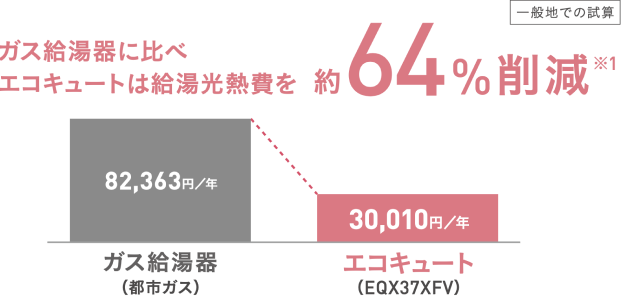 一般地での試算
ガス給湯器に比べ
エコキュートは給湯光熱費を 約64%削減※1
82,363円／年
30,010円／年
ガス給湯器
（都市ガス）
エコキュート
（EQX37XFV）